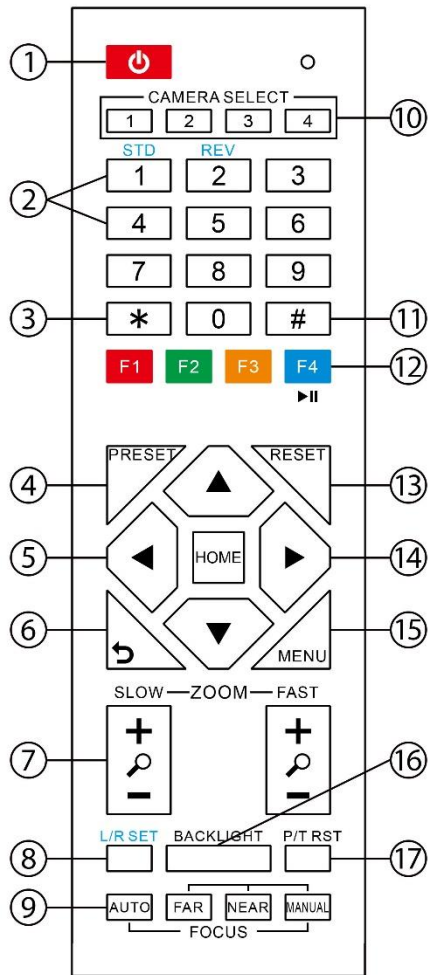 ①
CAMERA SELECT
1 2 3 4 ⑩
STD REV
② 1 2 3
4 5 6
7 8 9
③ * 0 # ⑪
F1 F2 F3 F4 ⑫
④ PRESET RESET ⑬
⑤ HOME ⑭
⑥ MENU ⑮
SLOW ZOOM FAST
⑦ + + ⑯
− −
L/R SET BACKLIGHT P/T RST
⑧ ⑰
⑨ AUTO FAR NEAR MANUAL
FOCUS